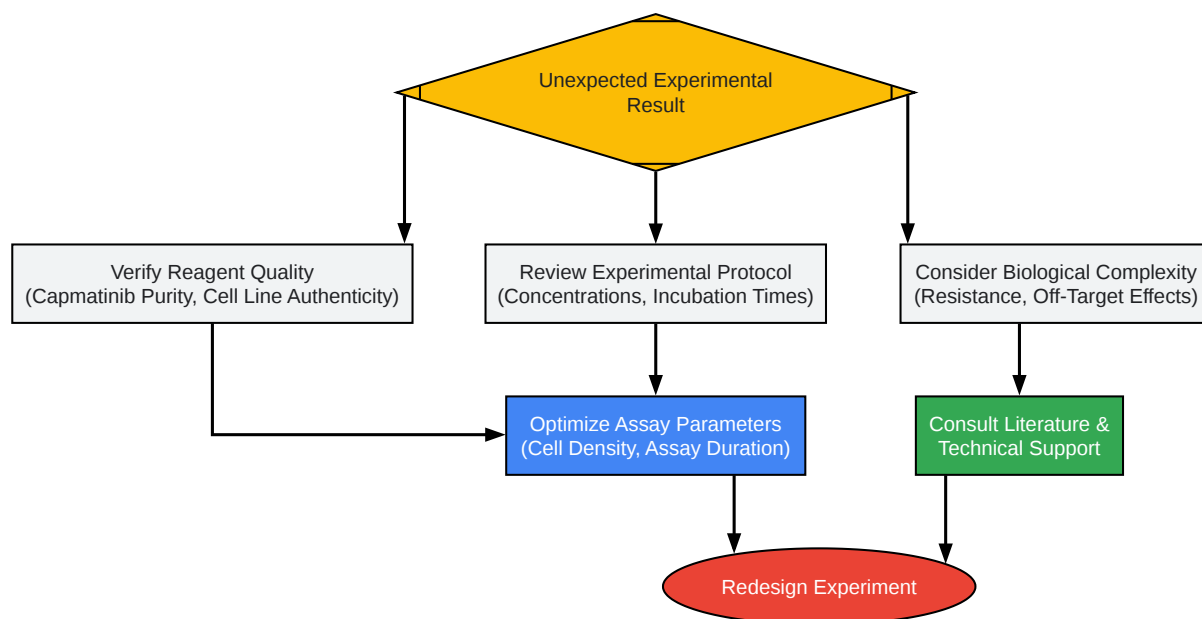 Unexpected Experimental
Result
Verify Reagent Quality
(Capmatinib Purity, Cell Line Authenticity)
Review Experimental Protocol
(Concentrations, Incubation Times)
Consider Biological Complexity
(Resistance, Off-Target Effects)
Optimize Assay Parameters
(Cell Density, Assay Duration)
Consult Literature &
Technical Support
Redesign Experiment